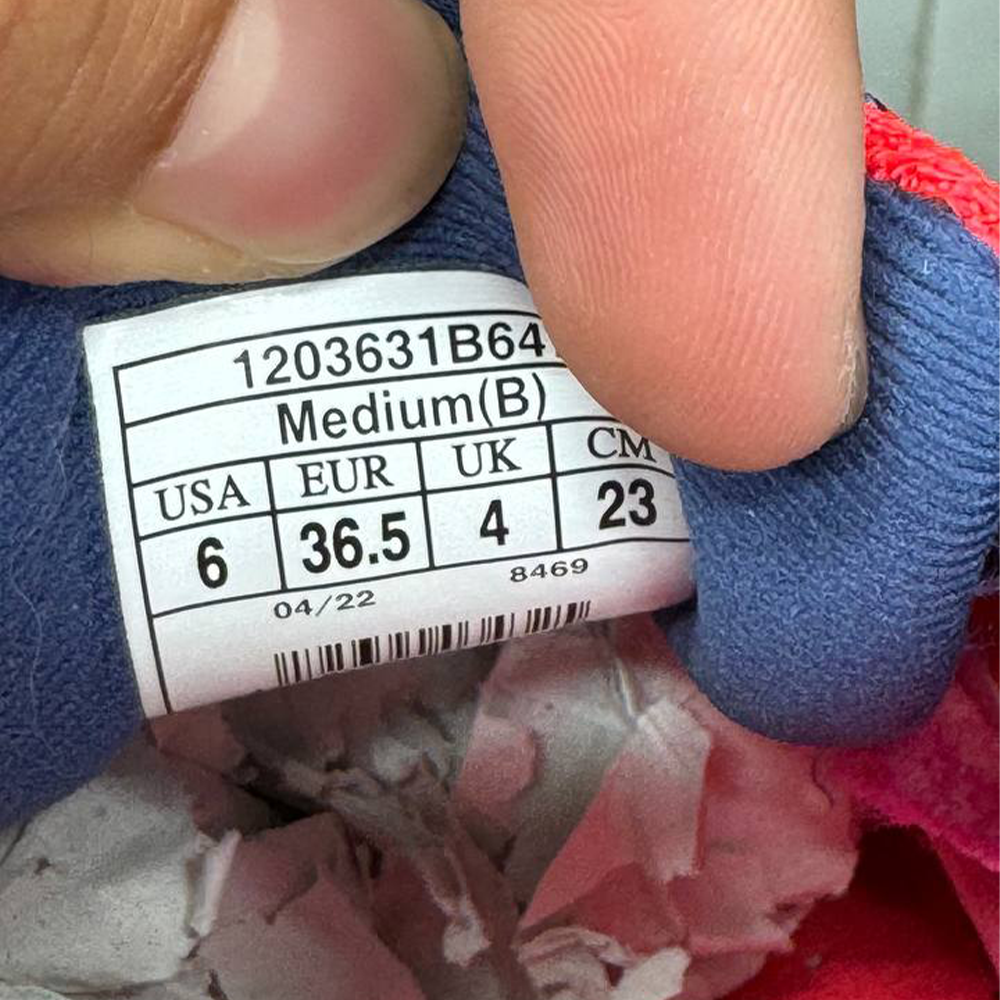 1203631B64
Medium(B)
USA EUR UK CM
6 36.5 4 23
04/22 8469